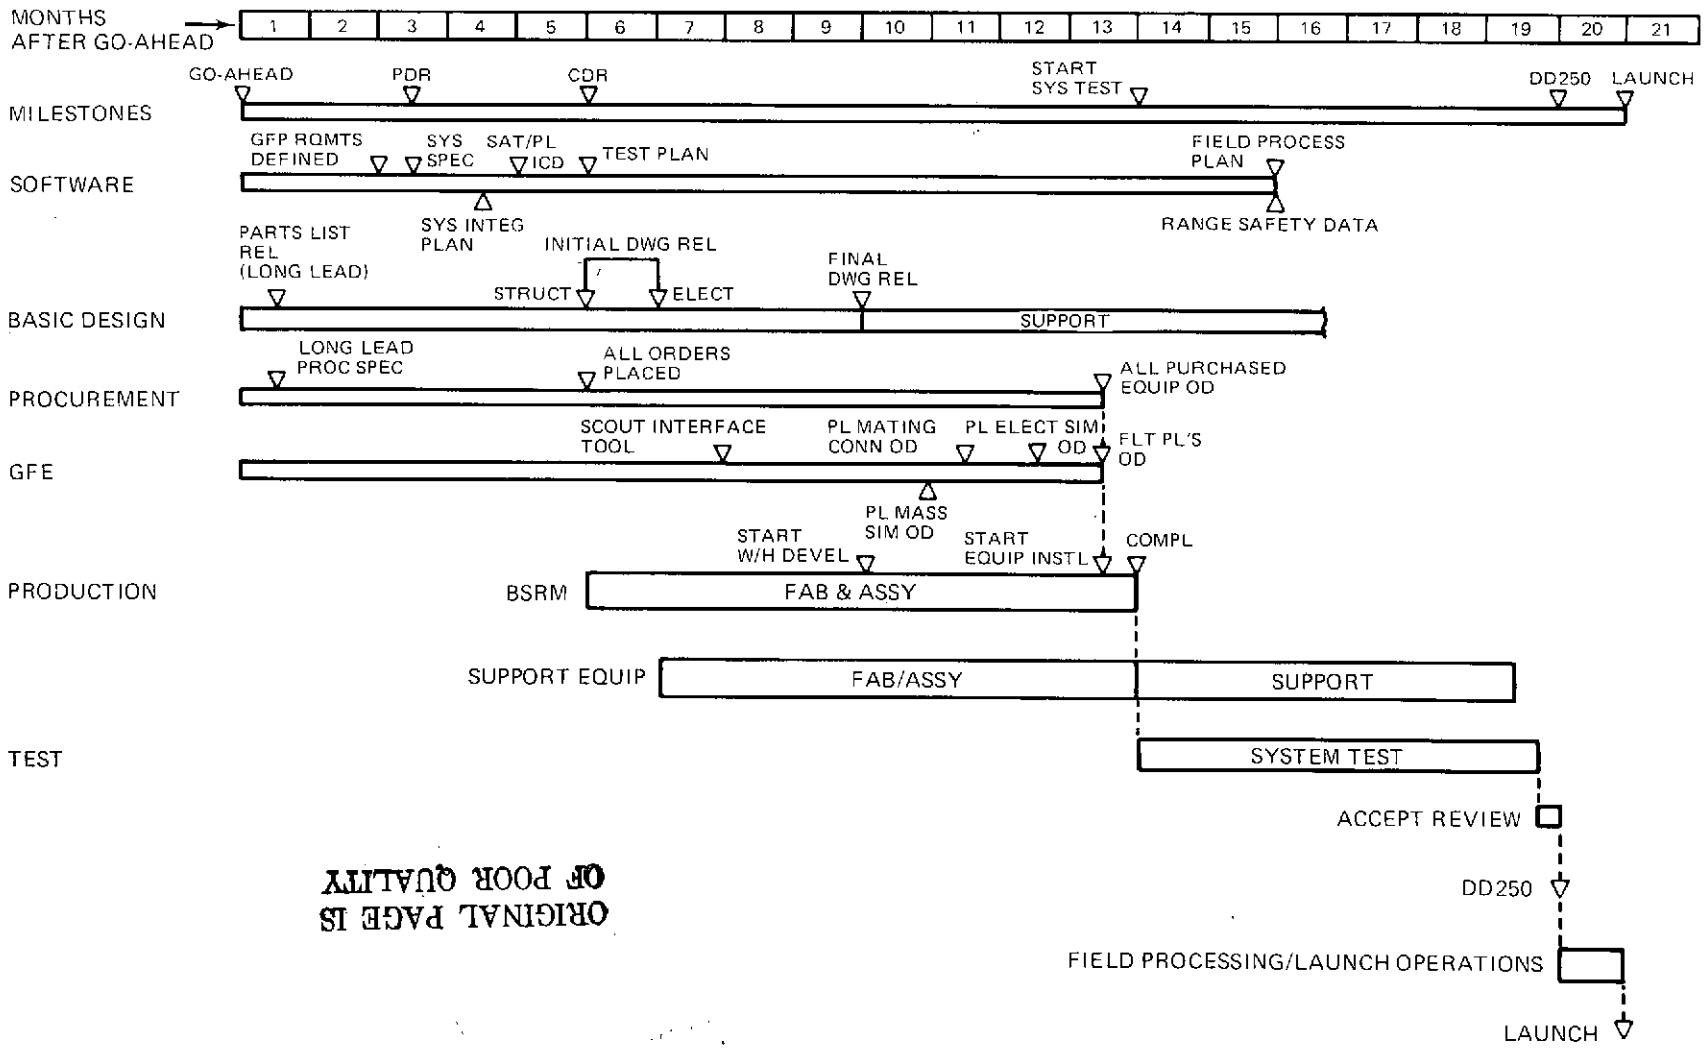 MONTHS
AFTER GO-AHEAD
1 2 3 4 5 6 7 8 9 10 11 12 13 14 15 16 17 18 19 20 21
GO-AHEAD PDR CDR START
SYS TEST DD250 LAUNCH
MILESTONES
GFP RQMTS
DEFINED
SYS
SPEC
SAT/PL
ICD
TEST PLAN
FIELD PROCESS
PLAN
SOFTWARE
SYS INTEG
PLAN
RANGE SAFETY DATA
PARTS LIST
REL
(LONG LEAD)
INITIAL DWG REL
STRUCT ELECT
FINAL
DWG REL
BASIC DESIGN
SUPPORT
LONG LEAD
PROC SPEC
ALL ORDERS
PLACED
ALL PURCHASED
EQUIP OD
PROCUREMENT
SCOUT INTERFACE
TOOL
PL MATING
CONN OD
PL ELECT SIM
OD
FLT PL'S
OD
GFE
PL MASS
SIM OD
START
W/H DEVEL
START
EQUIP INSTL
COMPL
PRODUCTION
BSRM
FAB & ASSY
SUPPORT EQUIP
FAB/ASSY
SUPPORT
TEST
SYSTEM TEST
ACCEPT REVIEW
DD250
FIELD PROCESSING/LAUNCH OPERATIONS
LAUNCH
ORIGINAL PAGE IS
OF POOR QUALITY